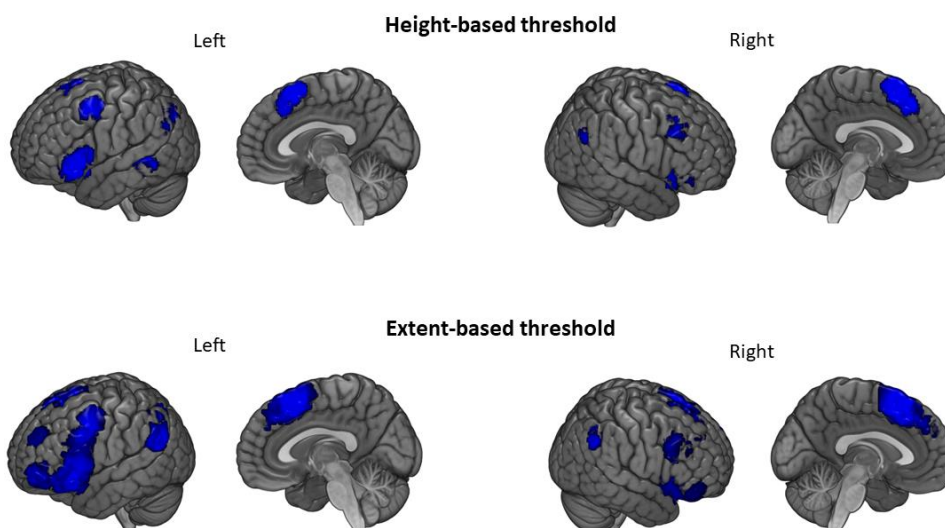 Height-based threshold
Left
Right
Extent-based threshold
Left
Right